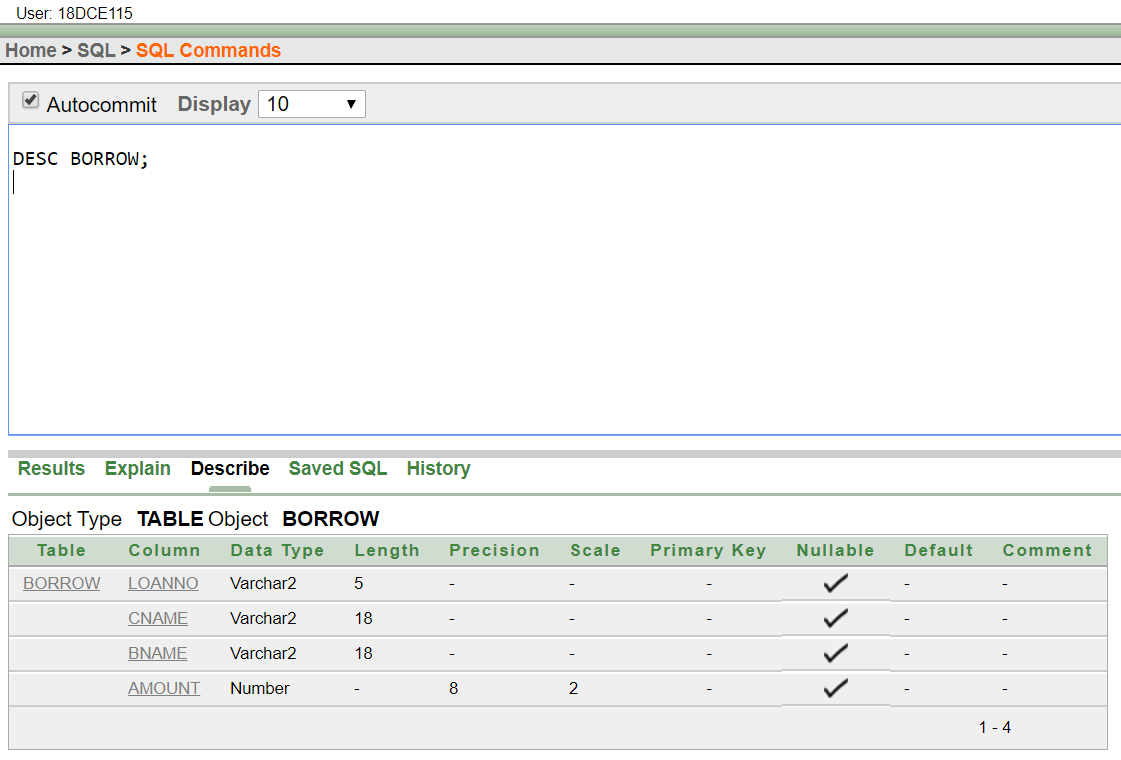 User: 18DCE115
Home > SQL > SQL Commands
Autocommit Display 10
DESC BORROW;
Results Explain Describe Saved SQL History
Object Type TABLE Object BORROW
Table Column Data Type Length Precision Scale Primary Key Nullable Default Comment
BORROW LOANNO Varchar2 5 - - - - -
CNAME Varchar2 18 - - - - -
BNAME Varchar2 18 - - - - -
AMOUNT Number - 8 2 - - -
1 - 4